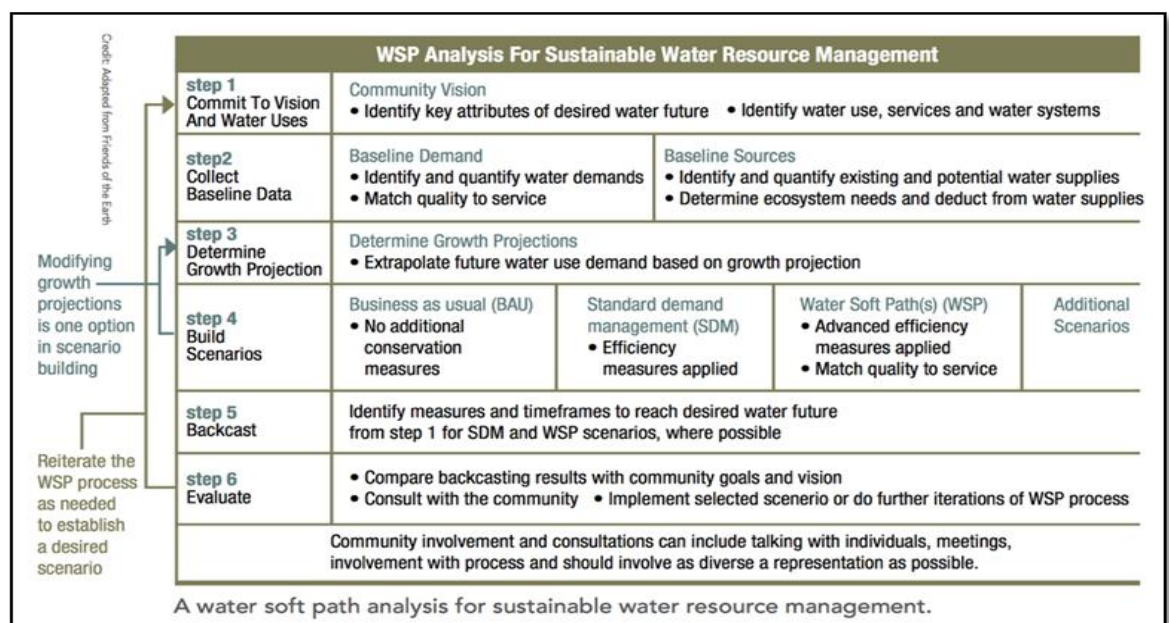 Credit: Adapted from Friends of the Earth
WSP Analysis For Sustainable Water Resource Management
step 1
Commit To Vision
And Water Uses
Community Vision
• Identify key attributes of desired water future • Identify water use, services and water systems
step2
Collect
Baseline Data
Baseline Demand
• Identify and quantify water demands
• Match quality to service
Baseline Sources
• Identify and quantify existing and potential water supplies
• Determine ecosystem needs and deduct from water supplies
step 3
Determine
Growth Projection
Determine Growth Projections
• Extrapolate future water use demand based on growth projection
Modifying
growth
projections
is one option
in scenario
building
step 4
Build
Scenarios
Business as usual (BAU)
• No additional
conservation
measures
Standard demand
management (SDM)
• Efficiency
measures applied
Water Soft Path(s) (WSP)
• Advanced efficiency
measures applied
• Match quality to service
Additional
Scenarios
step 5
Backcast
Identify measures and timeframes to reach desired water future
from step 1 for SDM and WSP scenarios, where possible
Reiterate the
WSP process
as needed
to establish
a desired
scenario
step 6
Evaluate
• Compare backcasting results with community goals and vision
• Consult with the community • Implement selected scenerio or do further iterations of WSP process
Community involvement and consultations can include talking with individuals, meetings,
involvement with process and should involve as diverse a representation as possible.
A water soft path analysis for sustainable water resource management.